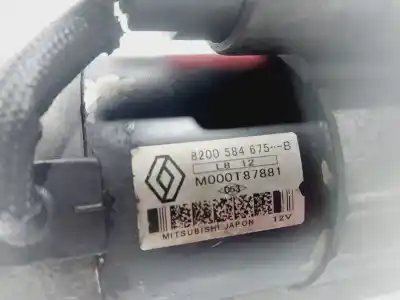 8200 584 675--B
LB 12
M000T87881
<053>
MITSUBISHI JAPON 12V